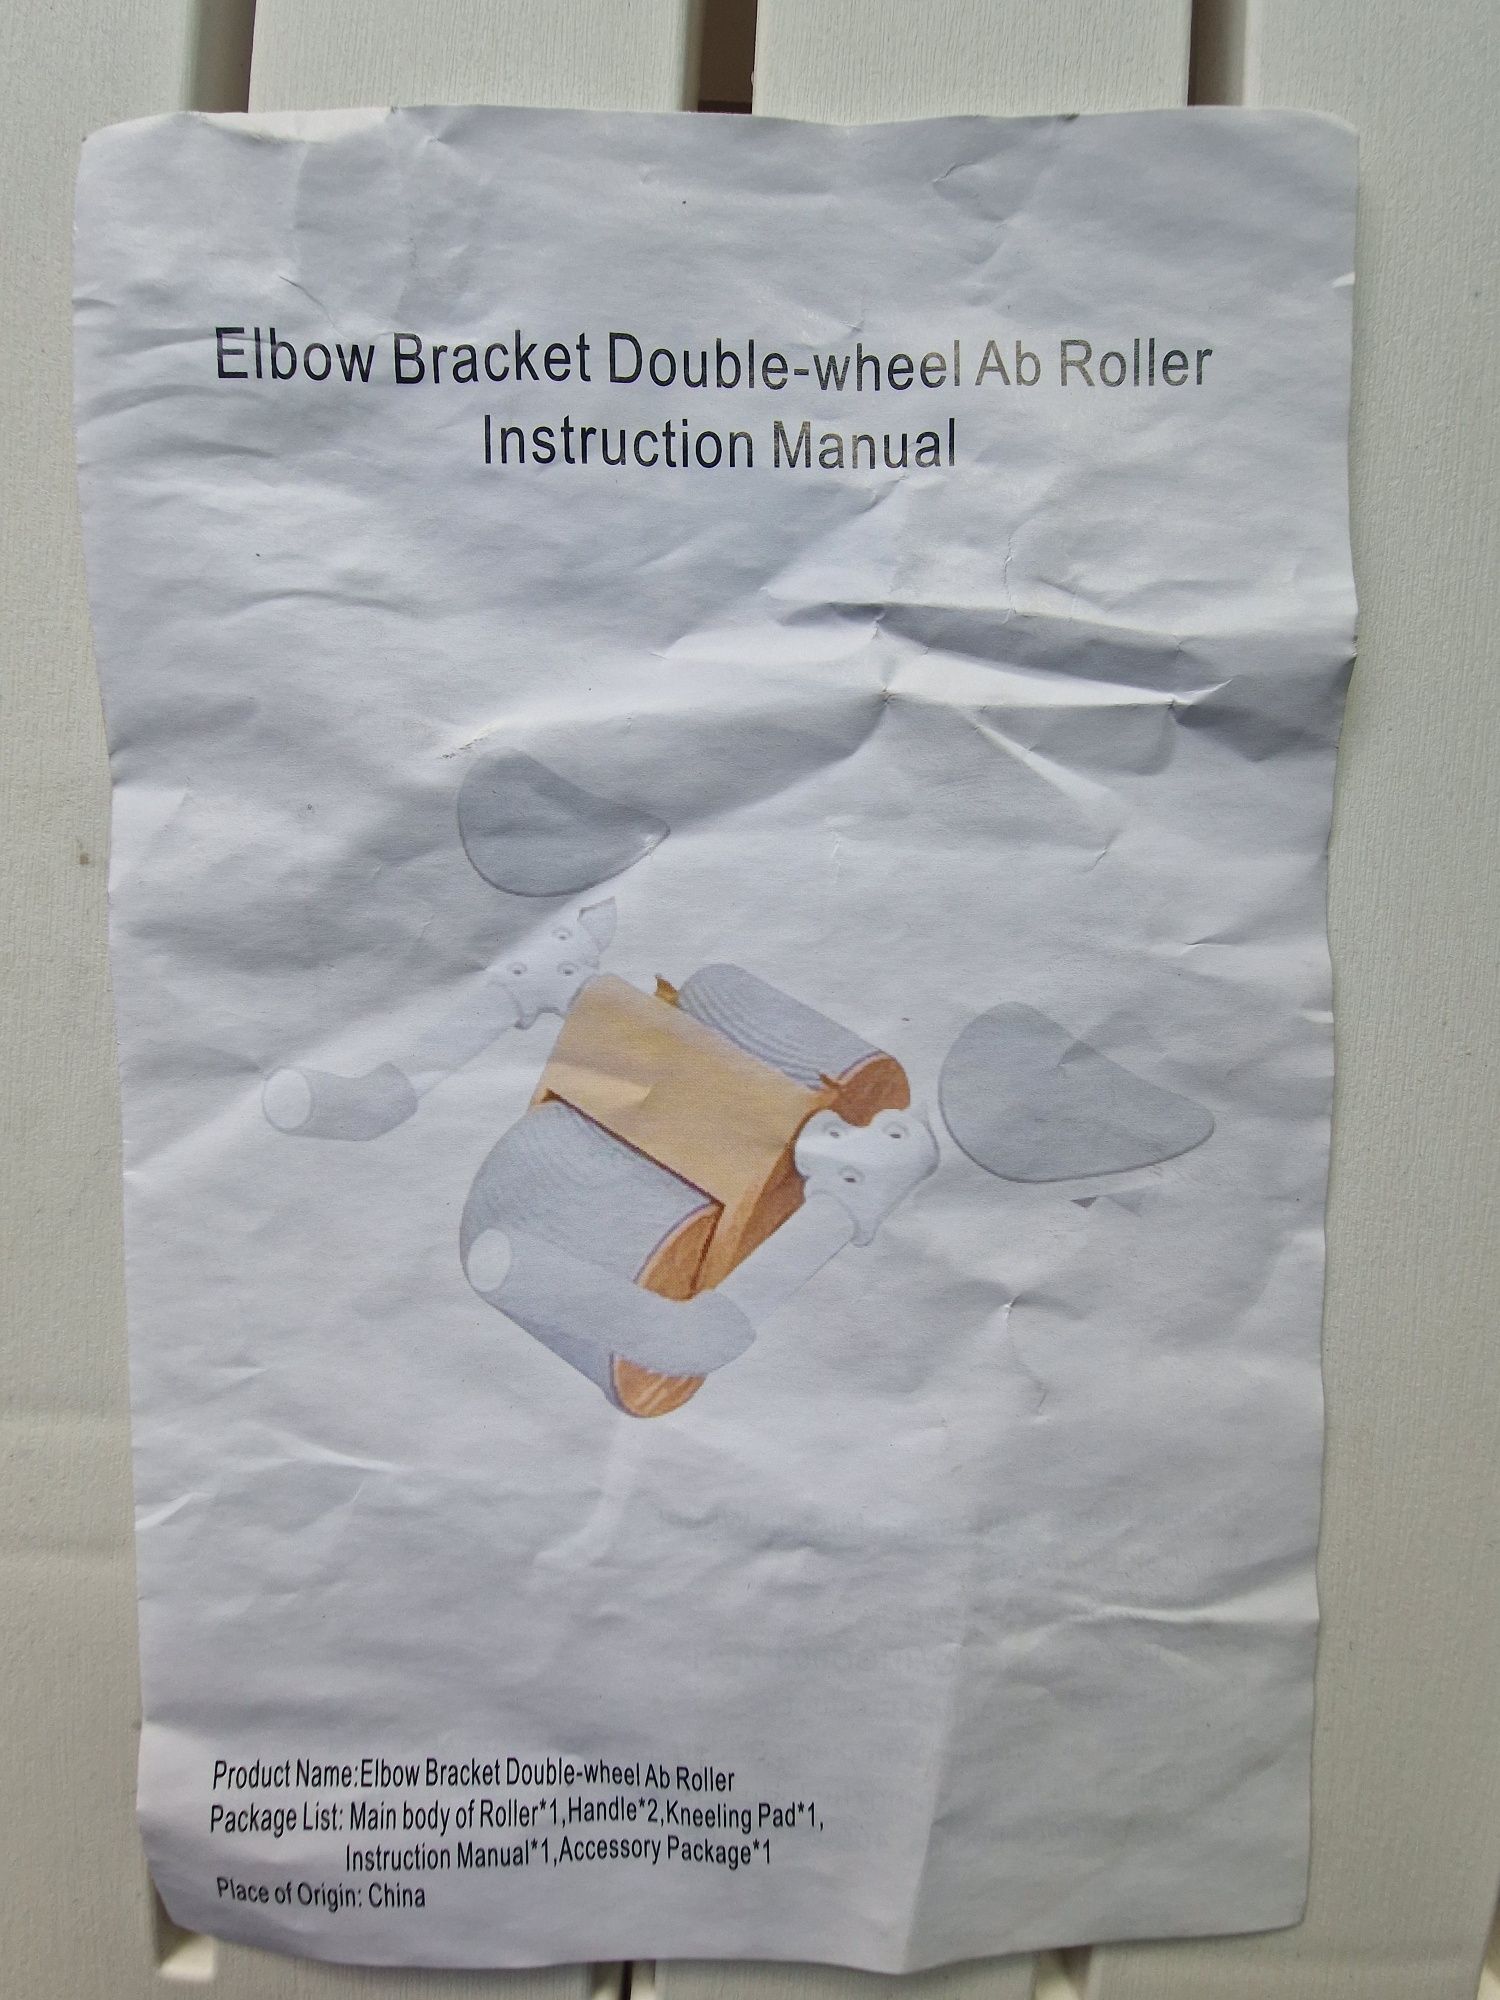 Elbow Bracket Double-wheel Ab Roller
Instruction Manual
Product Name:Elbow Bracket Double-wheel Ab Roller
Package List: Main body of Roller*1,Handle*2,Kneeling Pad*1,
Instruction Manual*1,Accessory Package*1
Place of Origin: China